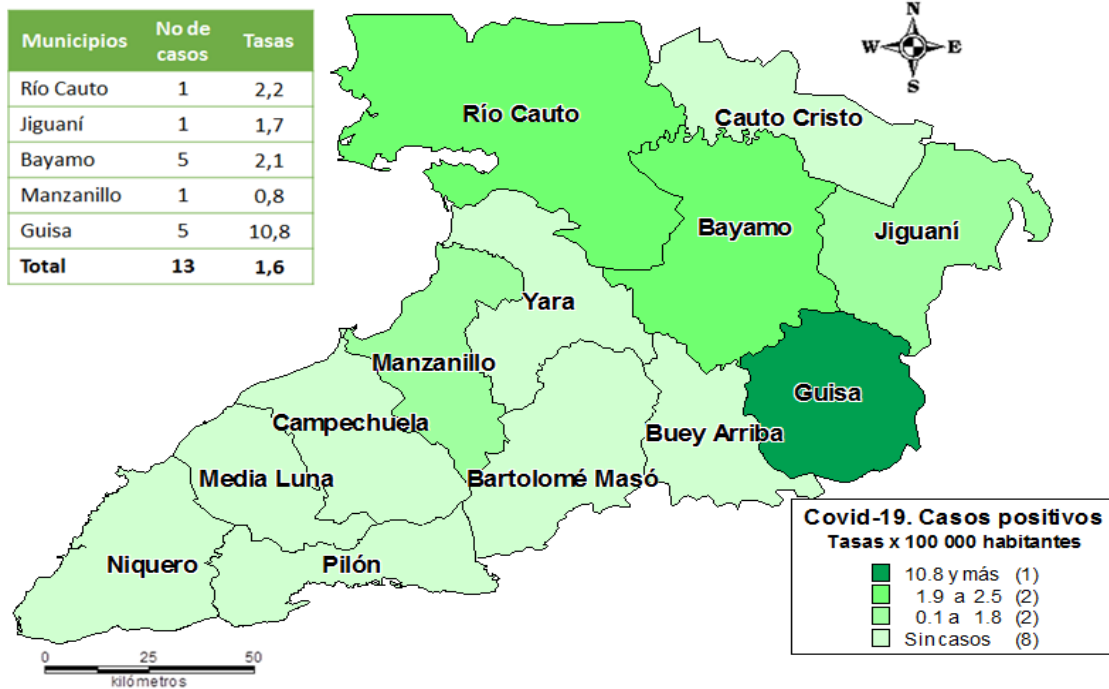 Municipios No de casos Tasas
Río Cauto 1 2,2
Jiguaní 1 1,7
Bayamo 5 2,1
Manzanillo 1 0,8
Guisa 5 10,8
Total 13 1,6
N
W E
S
Río Cauto
Cauto Cristo
Bayamo
Jiguaní
Yara
Manzanillo
Guisa
Campechuela
Buey Arriba
Media Luna
Bartolomé Masó
Niquero
Pilón
Covid-19. Casos positivos
Tasas x 100 000 habitantes
10.8 y más (1)
1.9 a 2.5 (2)
0.1 a 1.8 (2)
Sin casos (8)
0 25 50
kilómetros